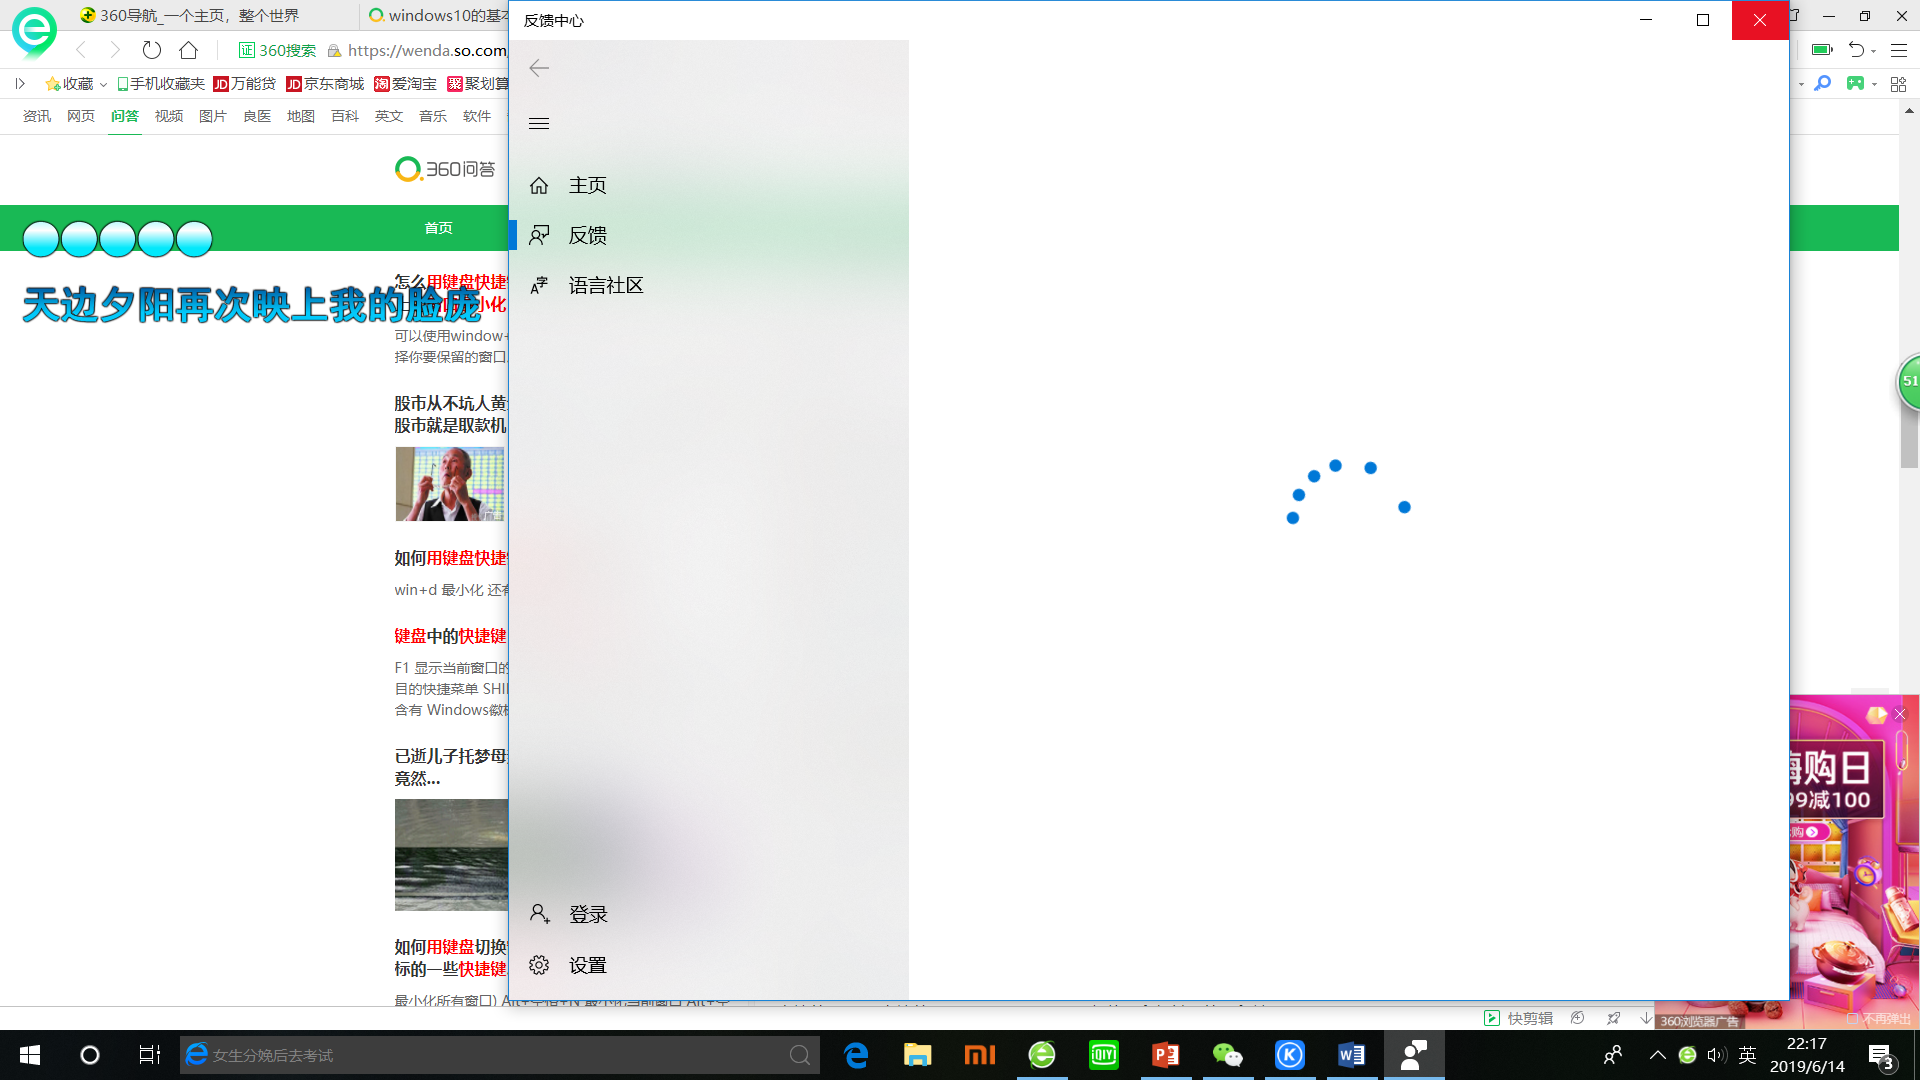 360导航_一个主页，整个世界
windows10的基本
反馈中心
证 360搜索
https://wenda.so.com
收藏
手机收藏夹
JD 万能贷
JD 京东商城
淘 爱淘宝
聚 聚划算
资讯 网页 问答 视频 图片 良医 地图 百科 英文 音乐 软件
360问答
首页
主页
反馈
语言社区
怎么用键盘快捷
天边夕阳再次映上我的脸庞
可以使用window+
择你要保留的窗口
51
股市从不坑人黄
股市就是取款机
广告
如何用键盘快捷
win+d 最小化 还有
键盘中的快捷键
F1 显示当前窗口的
目的快捷菜单 SHI
含有 Windows徽标
已逝儿子托梦母
竟然...
购日
99减100
购
登录
设置
如何用键盘切换
标的一些快捷键
快剪辑
360浏览器广告
不再弹出
女生分娩后去考试
QIYI
英
22:17
2019/6/14
3